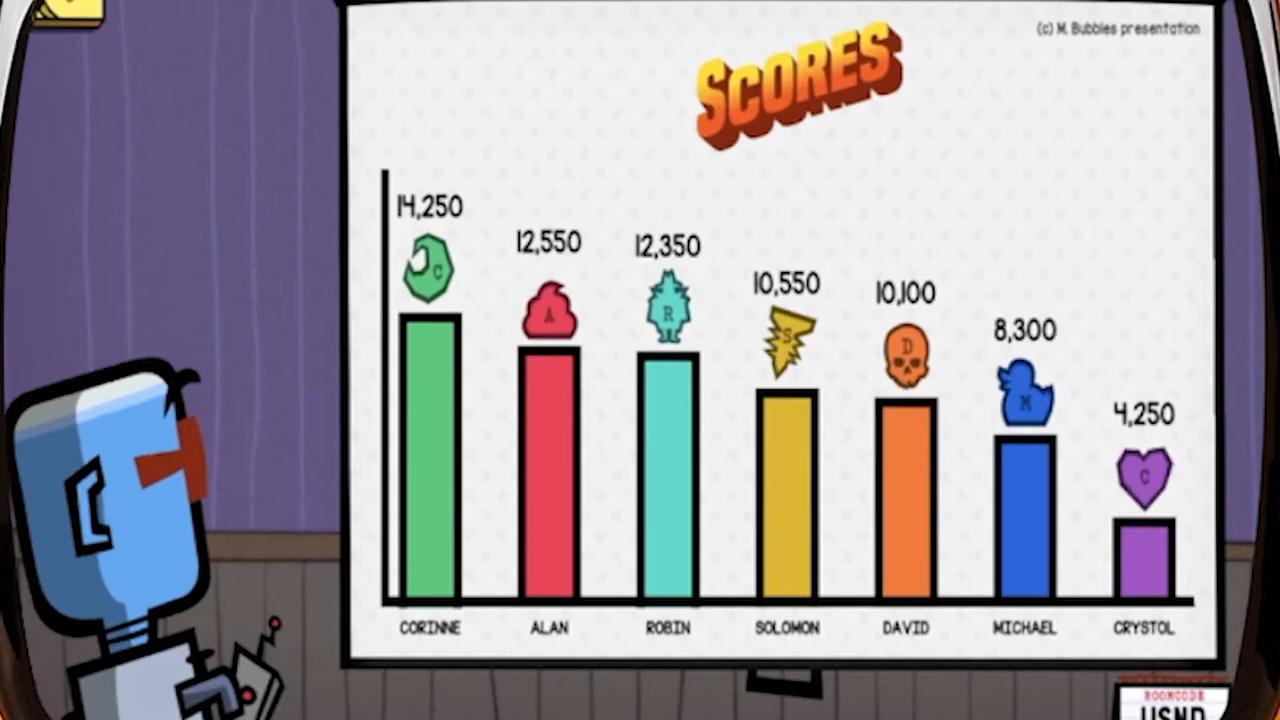 (c) M. Bubbles presentation
SCORES
14,250
12,550
12,350
10,550
10,100
8,300
4,250
C
A
R
S
D
M
C
CORINNE
ALAN
ROBIN
SOLOMON
DAVID
MICHAEL
CRYSTOL
ROOMCODE
USND